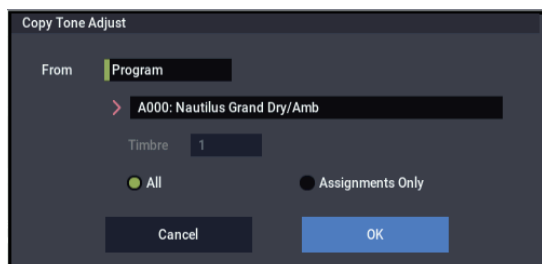 Copy Tone Adjust
From Program
A000: Nautilus Grand Dry/Amb
Timbre 1
All Assignments Only
Cancel OK